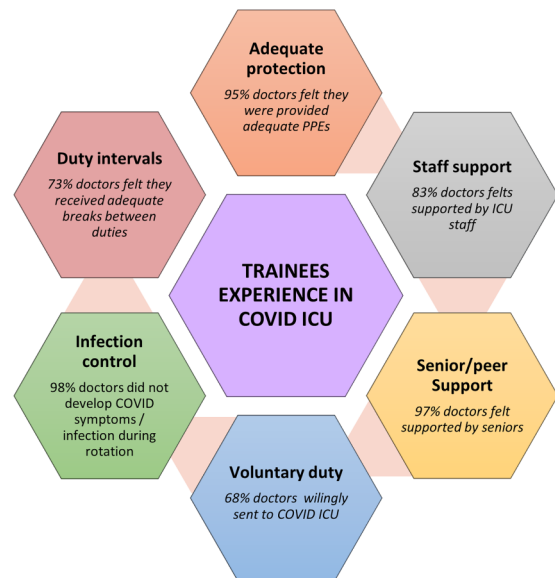 Adequate
protection
95% doctors felt they
were provided
adequate PPEs
Staff support
83% doctors felts
supported by ICU
staff
Senior/peer
Support
97% doctors felt
supported by seniors
Voluntary duty
68% doctors wilingly
sent to COVID ICU
Infection
control
98% doctors did not
develop COVID
symptoms /
infection during
rotation
Duty intervals
73% doctors felt they
received adequate
breaks between
duties
TRAINEES
EXPERIENCE IN
COVID ICU